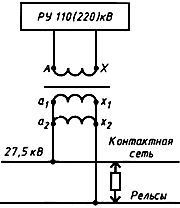 РУ 110(220)кВ
А Х
a1 x1
a2 x2
27,5 кВ
Контактная
сеть
Рельсы